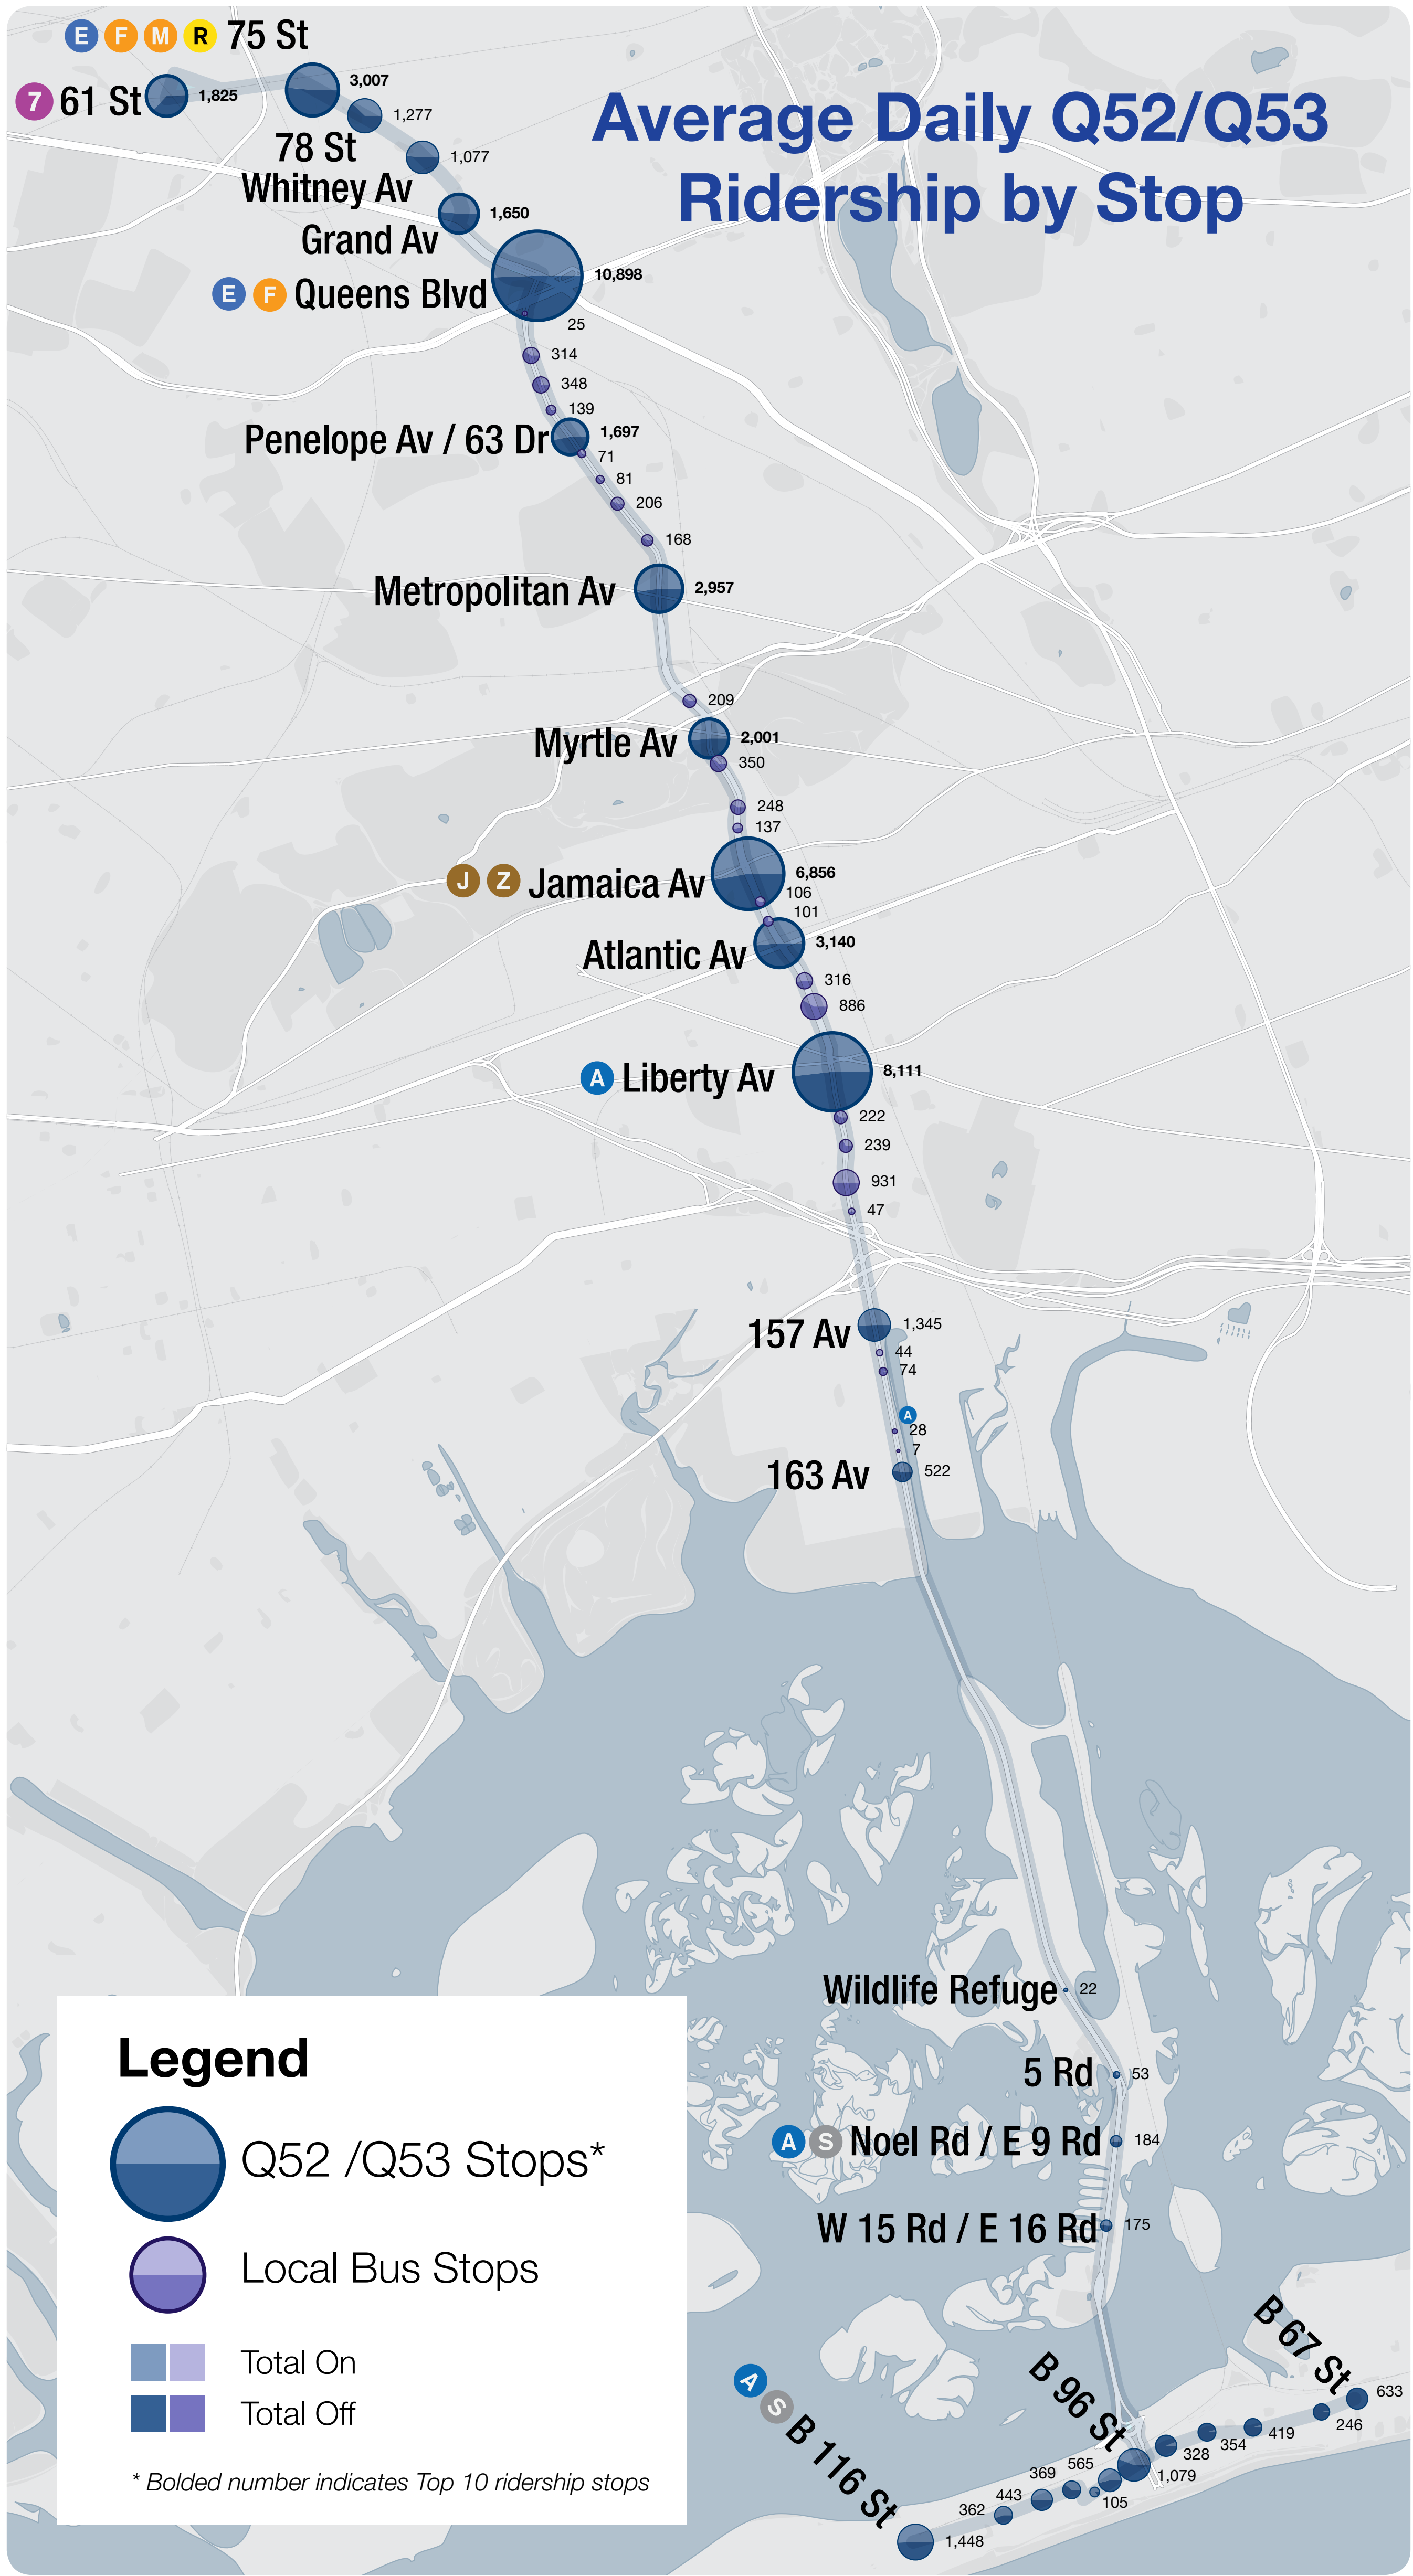 E F M R 75 St
Average Daily Q52/Q53
Ridership by Stop
7 61 St 1,825
3,007
1,277
78 St
1,077
Whitney Av
1,650
Grand Av
10,898
E F Queens Blvd
25
314
348
139
Penelope Av / 63 Dr 1,697
71
81
206
168
Metropolitan Av 2,957
209
Myrtle Av 2,001
350
248
137
J Z Jamaica Av 6,856
106
101
Atlantic Av 3,140
316
886
A Liberty Av 8,111
222
239
931
47
157 Av 1,345
44
74
A
28
7
163 Av 522
Wildlife Refuge 22
5 Rd 53
A S Noel Rd / E 9 Rd 184
W 15 Rd / E 16 Rd 175
B 67 St
633
246
419
354
328
B 96 St
1,079
565
105
369
443
362
A S B 116 St
1,448
Legend
Q52 /Q53 Stops*
Local Bus Stops
Total On
Total Off
* Bolded number indicates Top 10 ridership stops